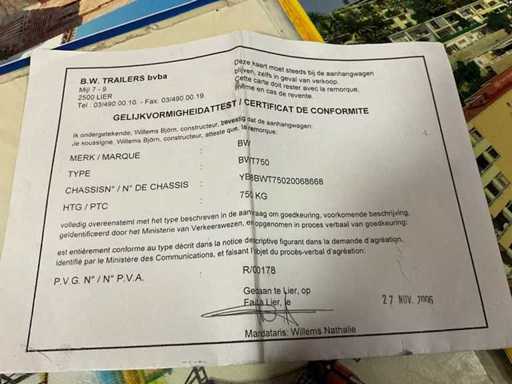 B.W. TRAILERS bvba
Mijl 7 - 9
2500 LIER
Tel : 03/490.00.10. - Fax. 03/490.00.19.
Deze kaart moet steeds bij de aanhangwagen
blijven, zelfs in geval van verkoop.
Cette carte doit rester avec la remorque,
même en cas de revente.
GELIJKVORMIGHEIDATTEST / CERTIFICAT DE CONFORMITE
Ik ondergetekende, Willems Björn, constructeur, bevestig dat de aanhangwagen:
Je soussigne, Willems Björn, constructeur, atteste que, la remorque:
MERK / MARQUE : BW
TYPE : BWT750
CHASSISN° / N° DE CHASSIS : YB8BWT75020068668
HTG / PTC : 750 KG
volledig overeenstemt met het type beschreven in de aanvraag om goedkeuring, voorkomende beschrijving,
geïdentificeerd door het Ministerie van Verkeerswezen, en opgenomen in proces verbaal van goedkeuring:
est entièrement conforme au type décrit dans la notice descriptive figurant dans la demande d'agréation,
identifié par le Ministère des Communications, et faisant l'objet du procès-verbal d'agréation:
P.V.G. N° / N° P.V.A. : R/00178
Gedaan te Lier, op
Fait à Lier, le
27 NOV. 2006
Mandataris: Willems Nathalie